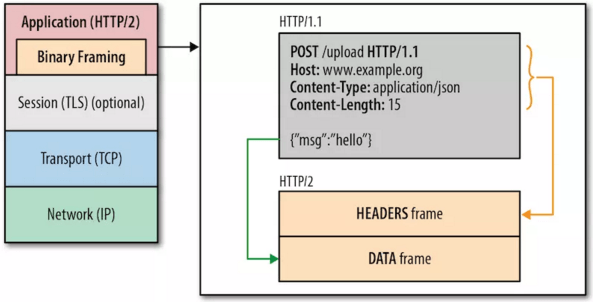 Application (HTTP/2)
Binary Framing
Session (TLS) (optional)
Transport (TCP)
Network (IP)
HTTP/1.1
POST /upload HTTP/1.1
Host: www.example.org
Content-Type: application/json
Content-Length: 15
{"msg":"hello"}
HTTP/2
HEADERS frame
DATA frame